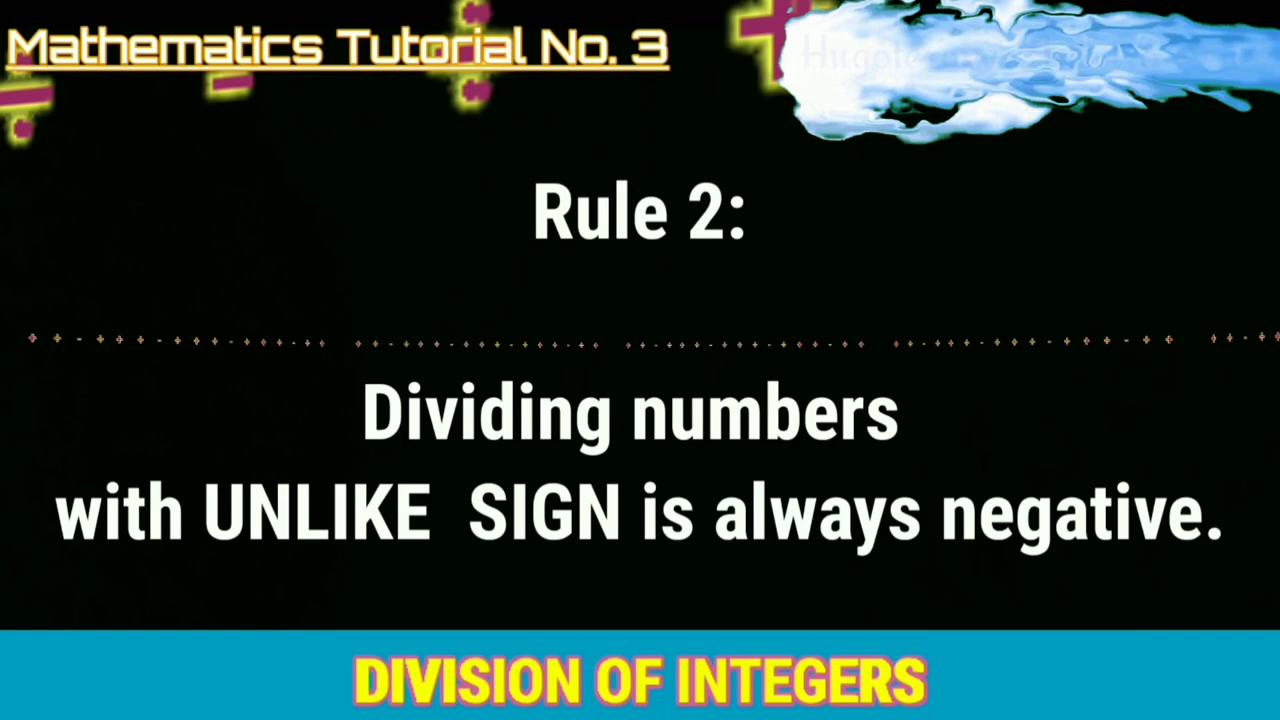 Mathematics Tutorial No. 3
Rule 2:
Dividing numbers
with UNLIKE SIGN is always negative.
DIVISION OF INTEGERS